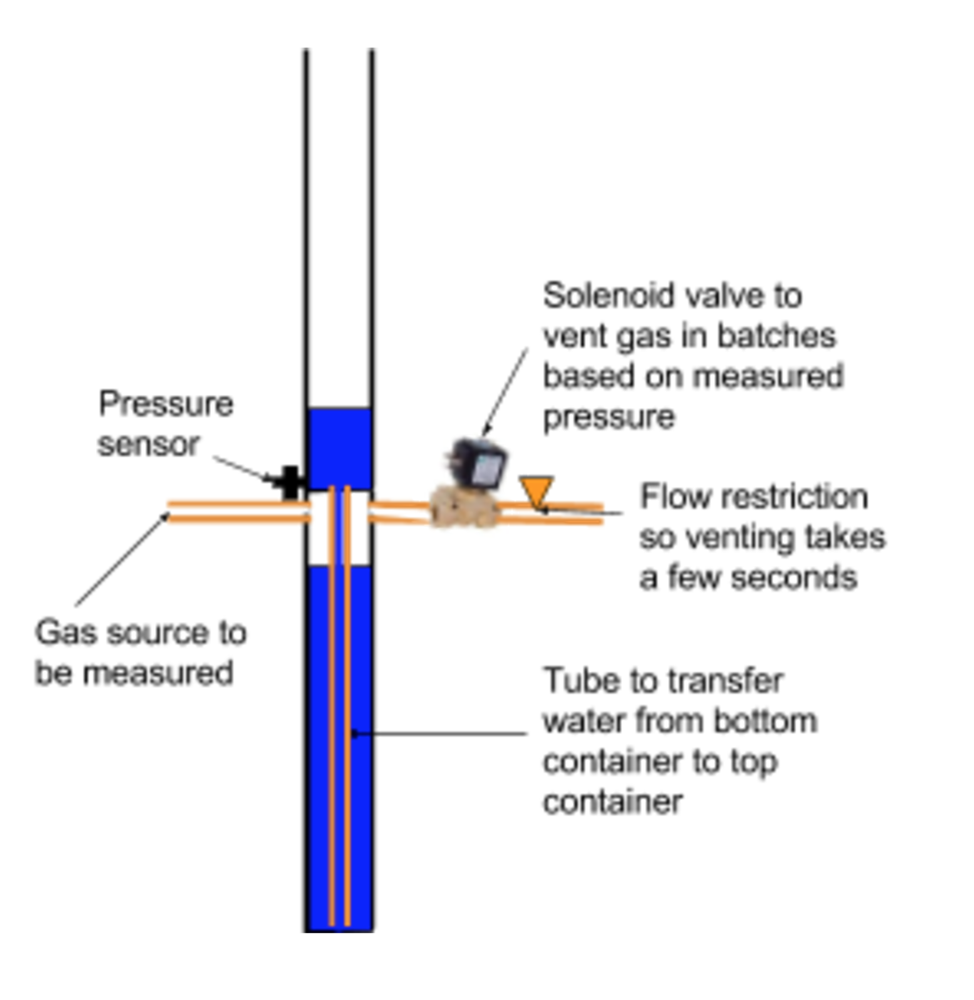 Solenoid valve to
vent gas in batches
based on measured
pressure
Pressure
sensor
Flow restriction
so venting takes
a few seconds
Gas source to
be measured
Tube to transfer
water from bottom
container to top
container